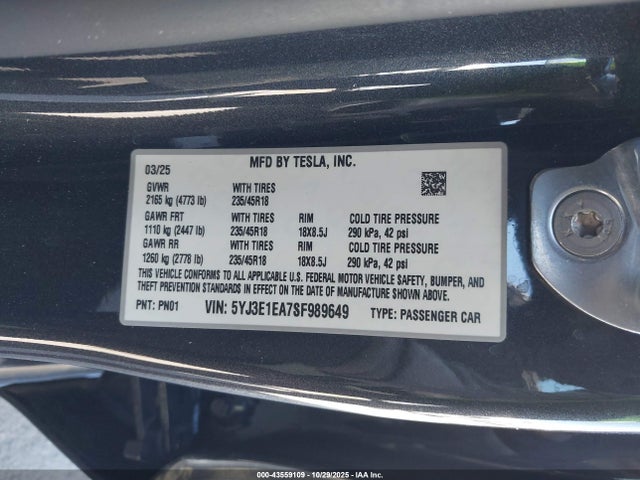 MFD BY TESLA, INC.
03/25
GVWR WITH TIRES
2165 kg (4773 lb) 235/45R18
GAWR FRT WITH TIRES RIM COLD TIRE PRESSURE
1110 kg (2447 lb) 235/45R18 18X8.5J 290 kPa, 42 psi
GAWR RR WITH TIRES RIM COLD TIRE PRESSURE
1260 kg (2778 lb) 235/45R18 18X8.5J 290 kPa, 42 psi
THIS VEHICLE CONFORMS TO ALL APPLICABLE U.S. FEDERAL MOTOR VEHICLE SAFETY, BUMPER, AND
THEFT PREVENTION STANDARDS IN EFFECT ON THE DATE OF MANUFACTURE SHOWN ABOVE.
PNT: PN01 VIN: 5YJ3E1EA7SF989649 TYPE: PASSENGER CAR
000-43559109 - 10/29/2025 - IAA Inc.